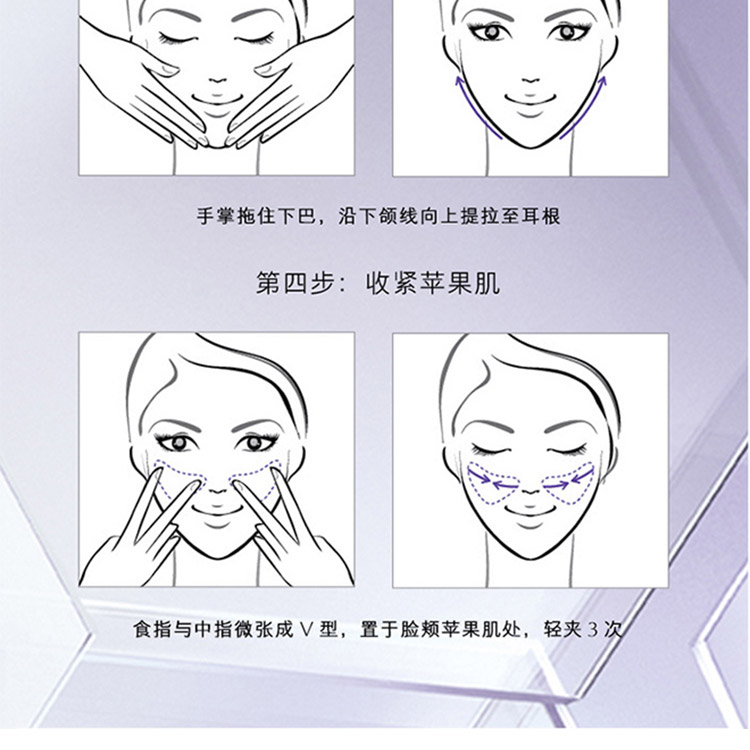 手掌拖住下巴，沿下颌线向上提拉至耳根
第四步：收紧苹果肌
食指与中指微张成 V 型，置于脸颊苹果肌处，轻夹 3 次